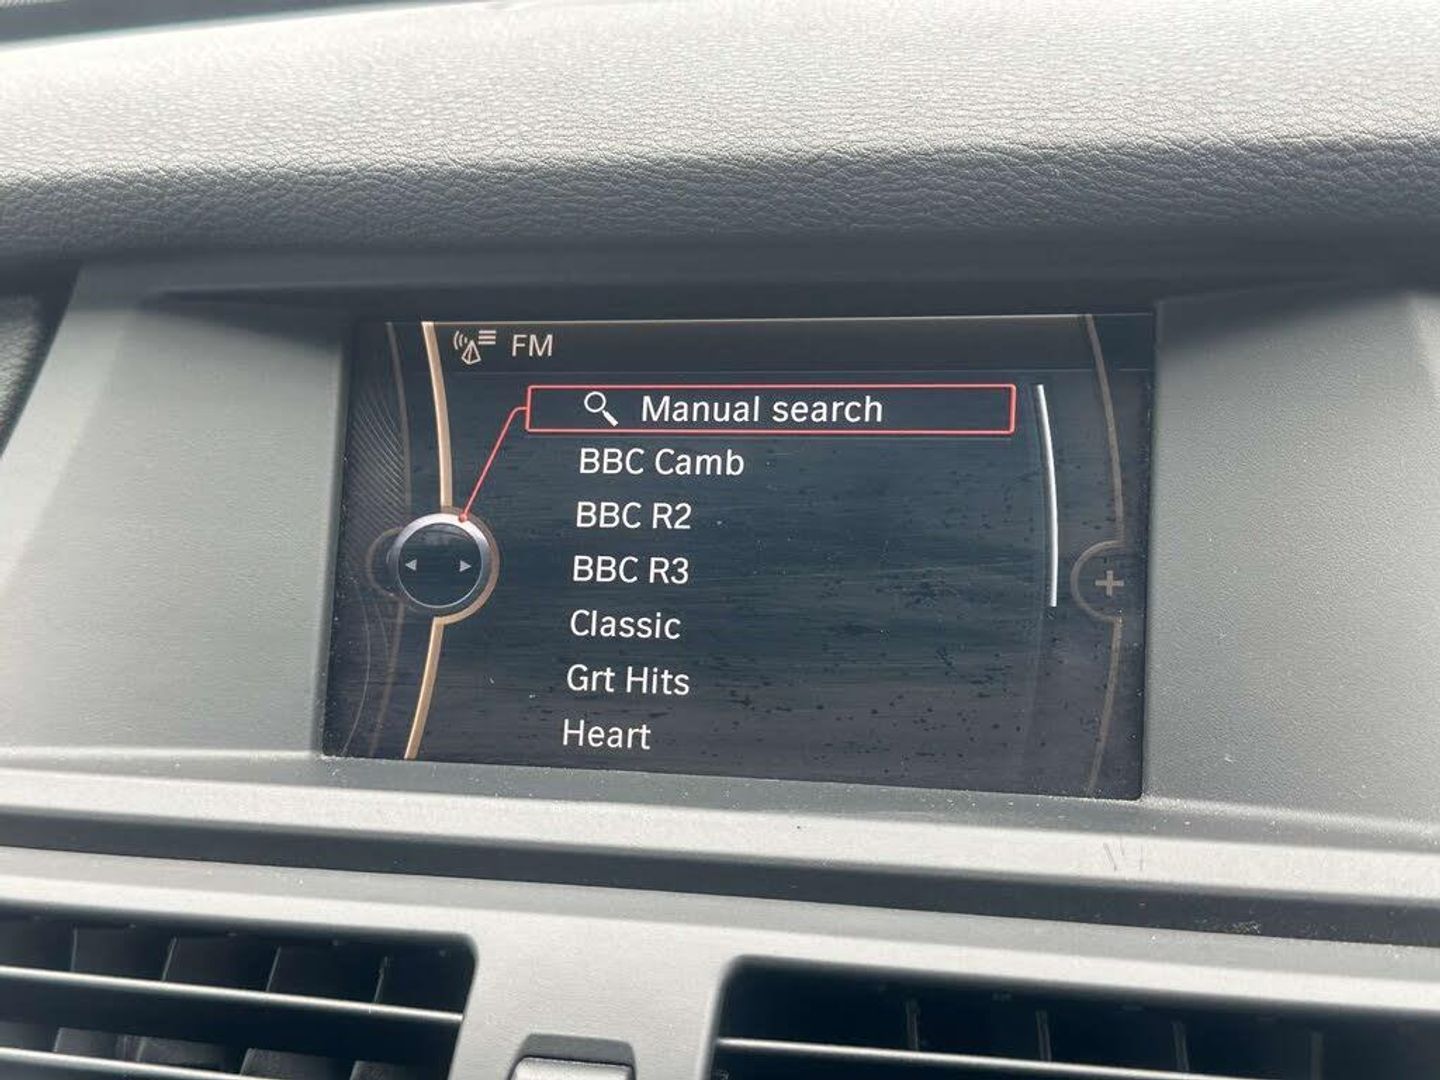 FM
Manual search
BBC Camb
BBC R2
BBC R3
Classic
Grt Hits
Heart